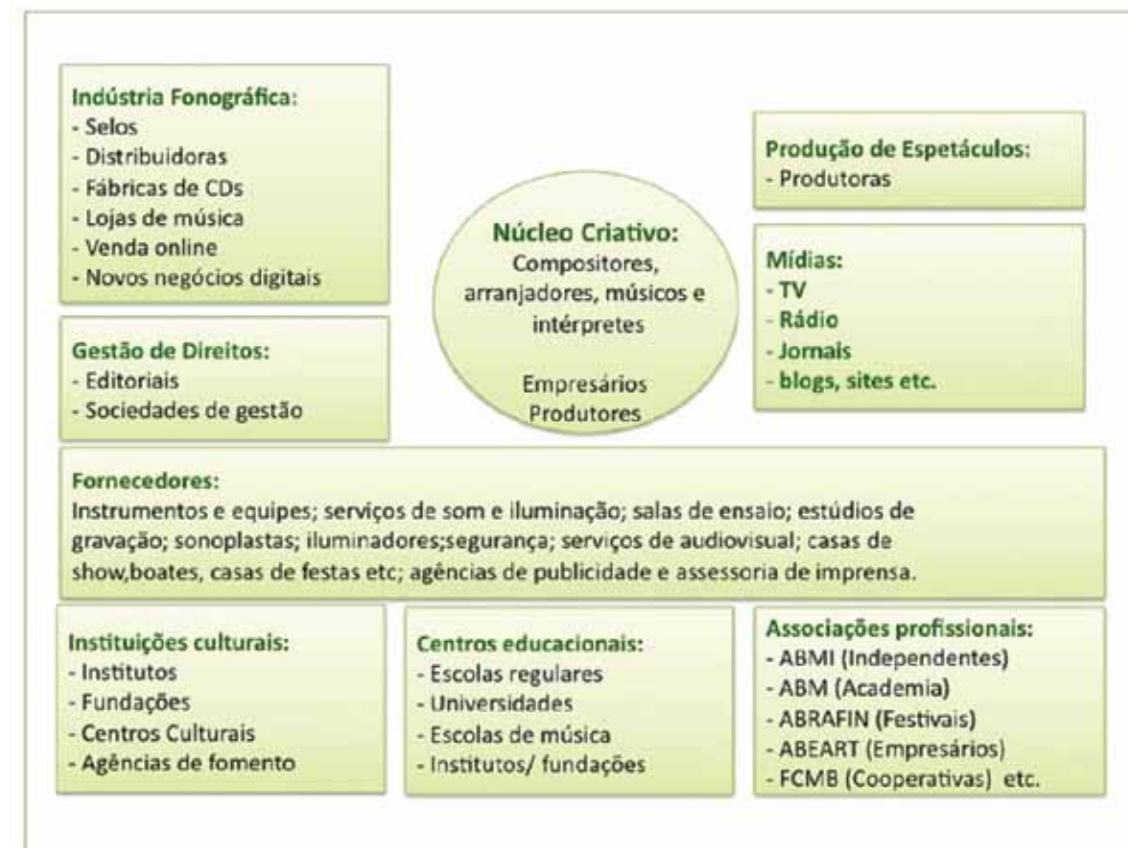 Indústria Fonográfica:
- Selos
- Distribuidoras
- Fábricas de CDs
- Lojas de música
- Venda online
- Novos negócios digitais
Gestão de Direitos:
- Editoriais
- Sociedades de gestão
Núcleo Criativo:
Compositores,
arranjadores, músicos e
intérpretes
Empresários
Produtores
Produção de Espetáculos:
- Produtoras
Mídias:
- TV
- Rádio
- Jornais
- blogs, sites etc.
Fornecedores:
Instrumentos e equipes; serviços de som e iluminação; salas de ensaio; estúdios de
gravação; sonoplastas; iluminadores;segurança; serviços de audiovisual; casas de
show,boates, casas de festas etc; agências de publicidade e assessoria de imprensa.
Instituições culturais:
- Institutos
- Fundações
- Centros Culturais
- Agências de fomento
Centros educacionais:
- Escolas regulares
- Universidades
- Escolas de música
- Institutos/ fundações
Associações profissionais:
- ABMI (Independentes)
- ABM (Academia)
- ABRAFIN (Festivais)
- ABEART (Empresários)
- FCMB (Cooperativas) etc.